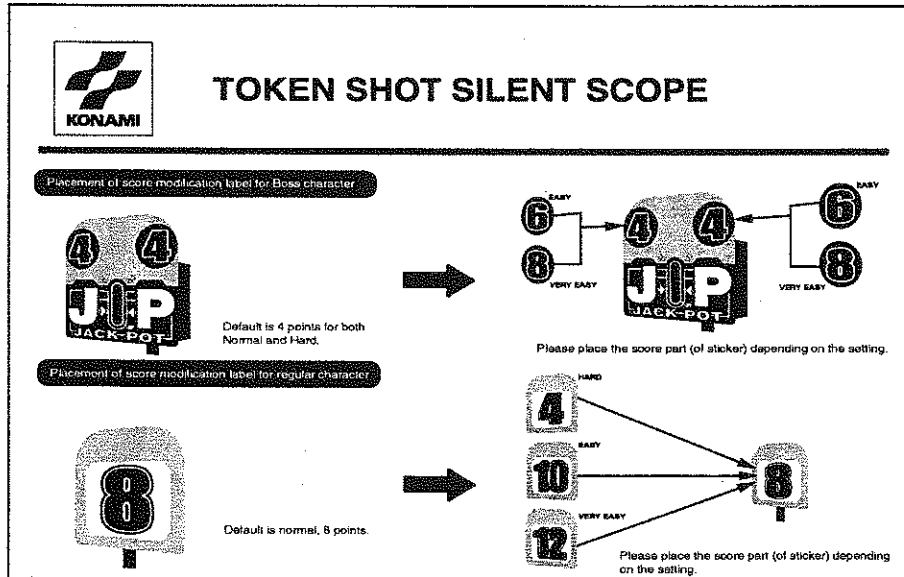 KONAMI
TOKEN SHOT SILENT SCOPE
Placement of score modification label for Boss character
4 4
J P
JACK-POT
Default is 4 points for both
Normal and Hard.
EASY
6
8
VERY EASY
4 4
J P
JACK-POT
EASY
6
8
VERY EASY
Please place the score part (of sticker) depending on the setting.
Placement of score modification label for regular character
8
Default is normal, 8 points.
HARD
4
EASY
10
VERY EASY
12
8
Please place the score part (of sticker) depending
on the setting.